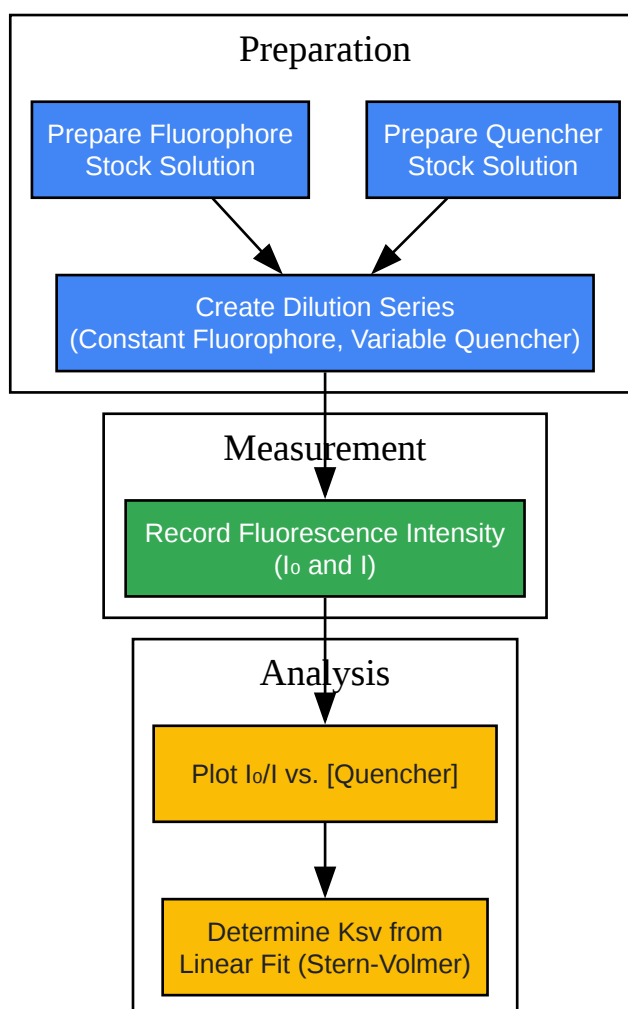 Preparation
Prepare Fluorophore
Stock Solution
Prepare Quencher
Stock Solution
Create Dilution Series
(Constant Fluorophore, Variable Quencher)
Measurement
Record Fluorescence Intensity
(I₀ and I)
Analysis
Plot I₀/I vs. [Quencher]
Determine Ksv from
Linear Fit (Stern-Volmer)